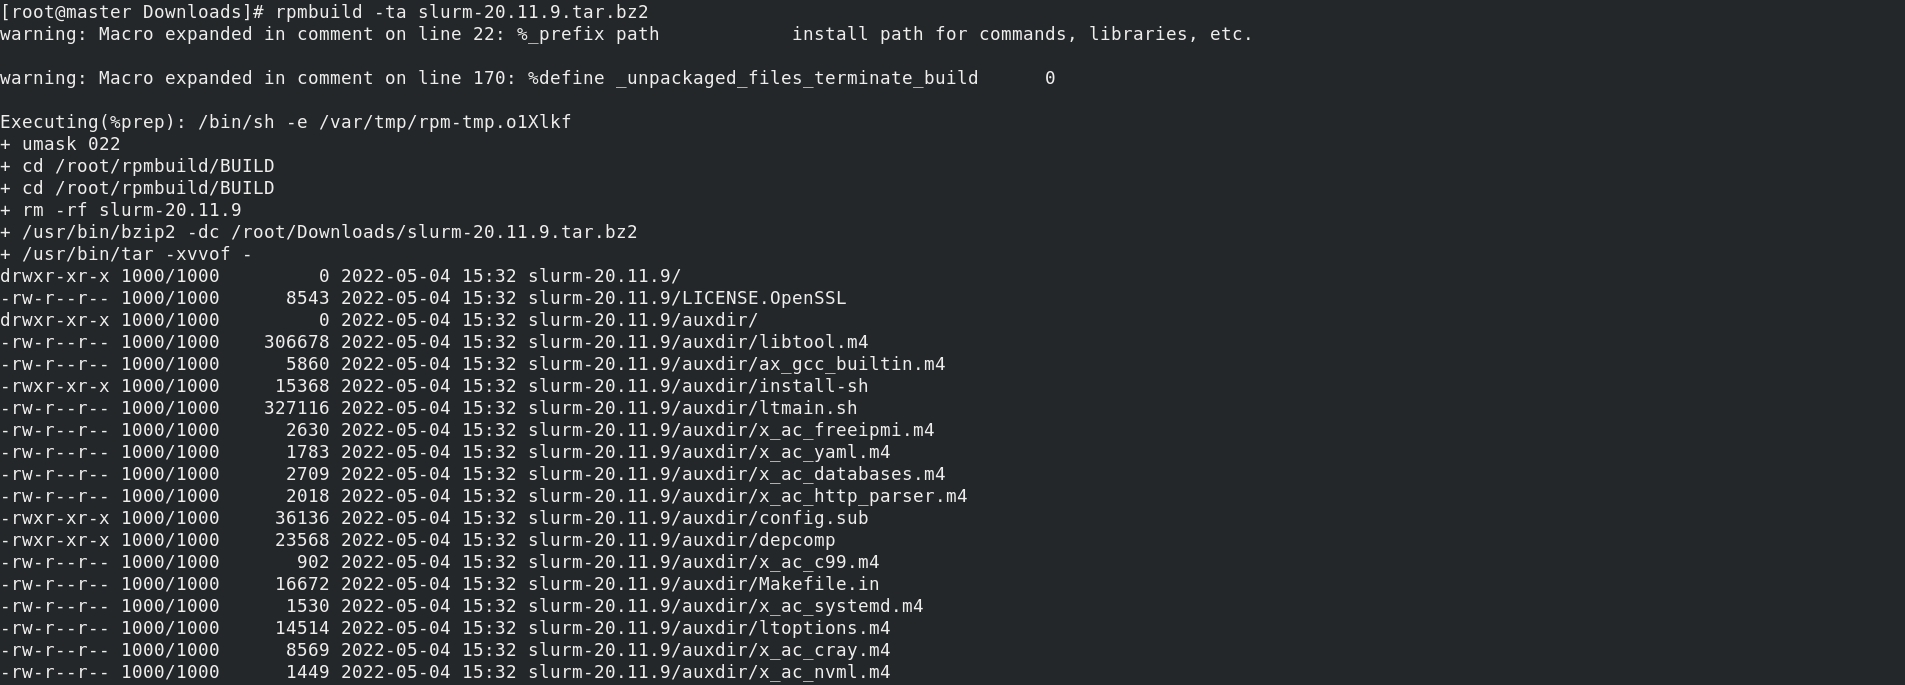 [root@master Downloads]# rpmbuild -ta slurm-20.11.9.tar.bz2
warning: Macro expanded in comment on line 22: %_prefix path            install path for commands, libraries, etc.
warning: Macro expanded in comment on line 170: %define _unpackaged_files_terminate_build      0
Executing(%prep): /bin/sh -e /var/tmp/rpm-tmp.o1Xlkf
+ umask 022
+ cd /root/rpmbuild/BUILD
+ cd /root/rpmbuild/BUILD
+ rm -rf slurm-20.11.9
+ /usr/bin/bzip2 -dc /root/Downloads/slurm-20.11.9.tar.bz2
+ /usr/bin/tar -xvvof -
drwxr-xr-x 1000/1000         0 2022-05-04 15:32 slurm-20.11.9/
-rw-r--r-- 1000/1000      8543 2022-05-04 15:32 slurm-20.11.9/LICENSE.OpenSSL
drwxr-xr-x 1000/1000         0 2022-05-04 15:32 slurm-20.11.9/auxdir/
-rw-r--r-- 1000/1000    306678 2022-05-04 15:32 slurm-20.11.9/auxdir/libtool.m4
-rw-r--r-- 1000/1000      5860 2022-05-04 15:32 slurm-20.11.9/auxdir/ax_gcc_builtin.m4
-rwxr-xr-x 1000/1000     15368 2022-05-04 15:32 slurm-20.11.9/auxdir/install-sh
-rw-r--r-- 1000/1000    327116 2022-05-04 15:32 slurm-20.11.9/auxdir/ltmain.sh
-rw-r--r-- 1000/1000      2630 2022-05-04 15:32 slurm-20.11.9/auxdir/x_ac_freeipmi.m4
-rw-r--r-- 1000/1000      1783 2022-05-04 15:32 slurm-20.11.9/auxdir/x_ac_yaml.m4
-rw-r--r-- 1000/1000      2709 2022-05-04 15:32 slurm-20.11.9/auxdir/x_ac_databases.m4
-rw-r--r-- 1000/1000      2018 2022-05-04 15:32 slurm-20.11.9/auxdir/x_ac_http_parser.m4
-rwxr-xr-x 1000/1000     36136 2022-05-04 15:32 slurm-20.11.9/auxdir/config.sub
-rwxr-xr-x 1000/1000     23568 2022-05-04 15:32 slurm-20.11.9/auxdir/depcomp
-rw-r--r-- 1000/1000       902 2022-05-04 15:32 slurm-20.11.9/auxdir/x_ac_c99.m4
-rw-r--r-- 1000/1000     16672 2022-05-04 15:32 slurm-20.11.9/auxdir/Makefile.in
-rw-r--r-- 1000/1000      1530 2022-05-04 15:32 slurm-20.11.9/auxdir/x_ac_systemd.m4
-rw-r--r-- 1000/1000     14514 2022-05-04 15:32 slurm-20.11.9/auxdir/ltoptions.m4
-rw-r--r-- 1000/1000      8569 2022-05-04 15:32 slurm-20.11.9/auxdir/x_ac_cray.m4
-rw-r--r-- 1000/1000      1449 2022-05-04 15:32 slurm-20.11.9/auxdir/x_ac_nvml.m4